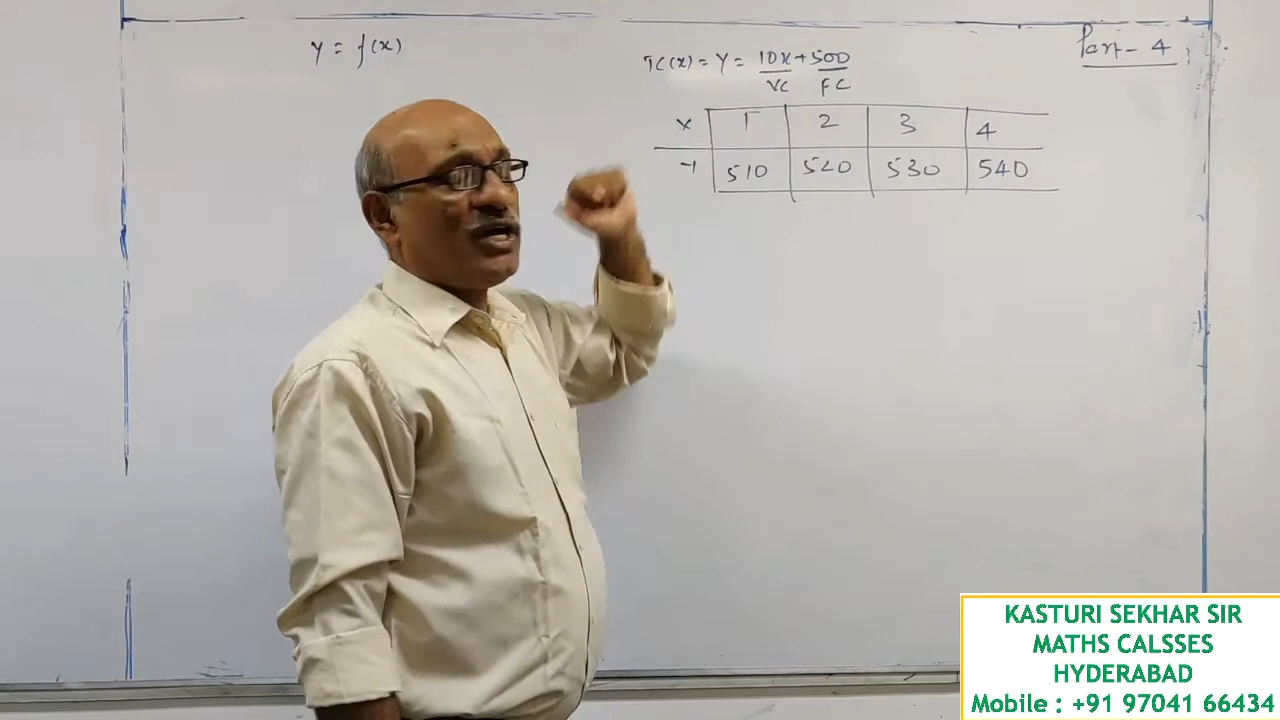 y = f(x)
TC(x) = y = 10x + 500
VC FC
Part - 4
x 1 2 3 4
y 510 520 530 540
KASTURI SEKHAR SIR
MATHS CALSSES
HYDERABAD
Mobile : +91 97041 66434